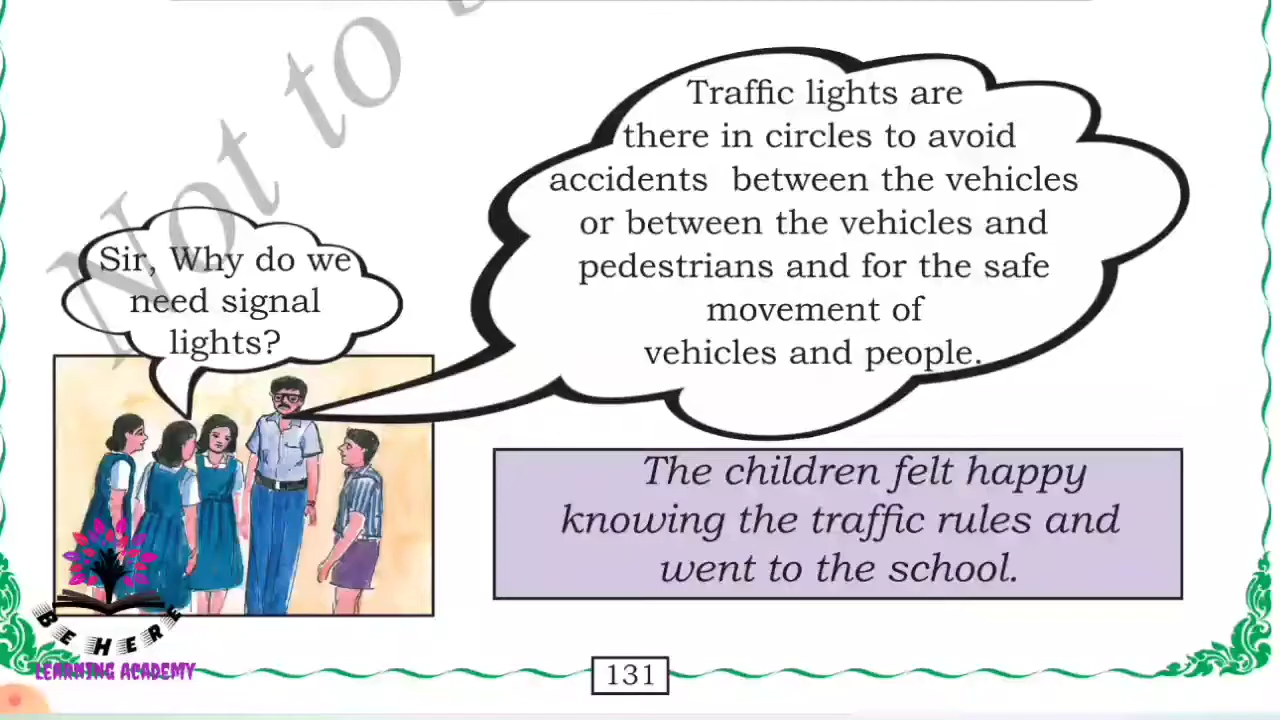 Not to
Sir, Why do we
need signal
lights?
Traffic lights are
there in circles to avoid
accidents between the vehicles
or between the vehicles and
pedestrians and for the safe
movement of
vehicles and people.
The children felt happy
knowing the traffic rules and
went to the school.
BE HERE
LEARNING ACADEMY
131